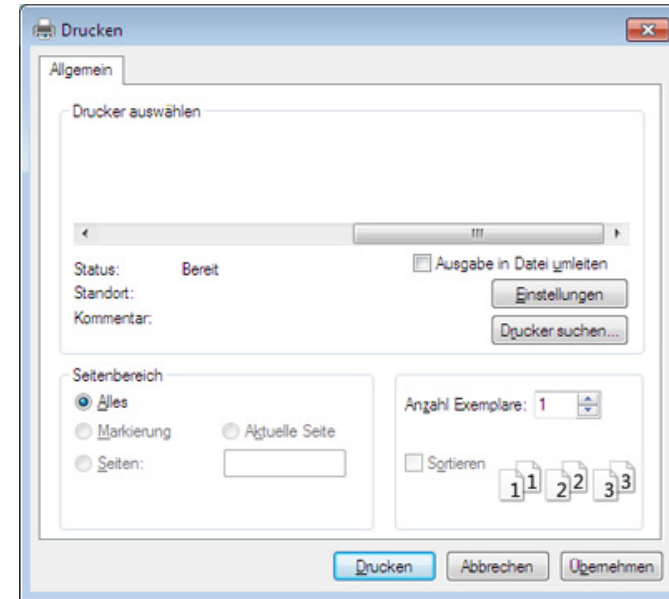 Drucken
Allgemein
Drucker auswählen
Status: Bereit
Ausgabe in Datei umleiten
Standort:
Einstellungen
Kommentar:
Drucker suchen...
Seitenbereich
Alles
Markierung Aktuelle Seite
Seiten:
Anzahl Exemplare: 1
Sortieren
1 1 2 2 3 3
Drucken Abbrechen Übernehmen